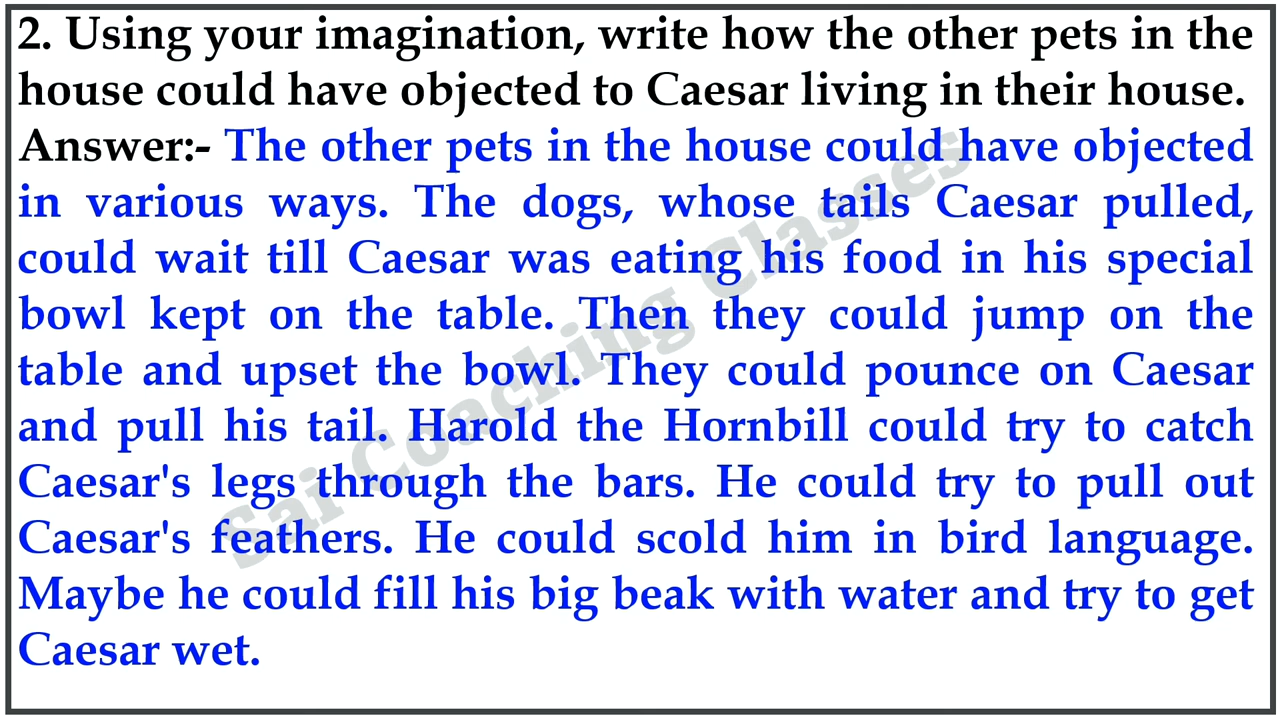 2. Using your imagination, write how the other pets in the
house could have objected to Caesar living in their house.
Answer:- The other pets in the house could have objected
in various ways. The dogs, whose tails Caesar pulled,
could wait till Caesar was eating his food in his special
bowl kept on the table. Then they could jump on the
table and upset the bowl. They could pounce on Caesar
and pull his tail. Harold the Hornbill could try to catch
Caesar's legs through the bars. He could try to pull out
Caesar's feathers. He could scold him in bird language.
Maybe he could fill his big beak with water and try to get
Caesar wet.
Sai Coaching Classes